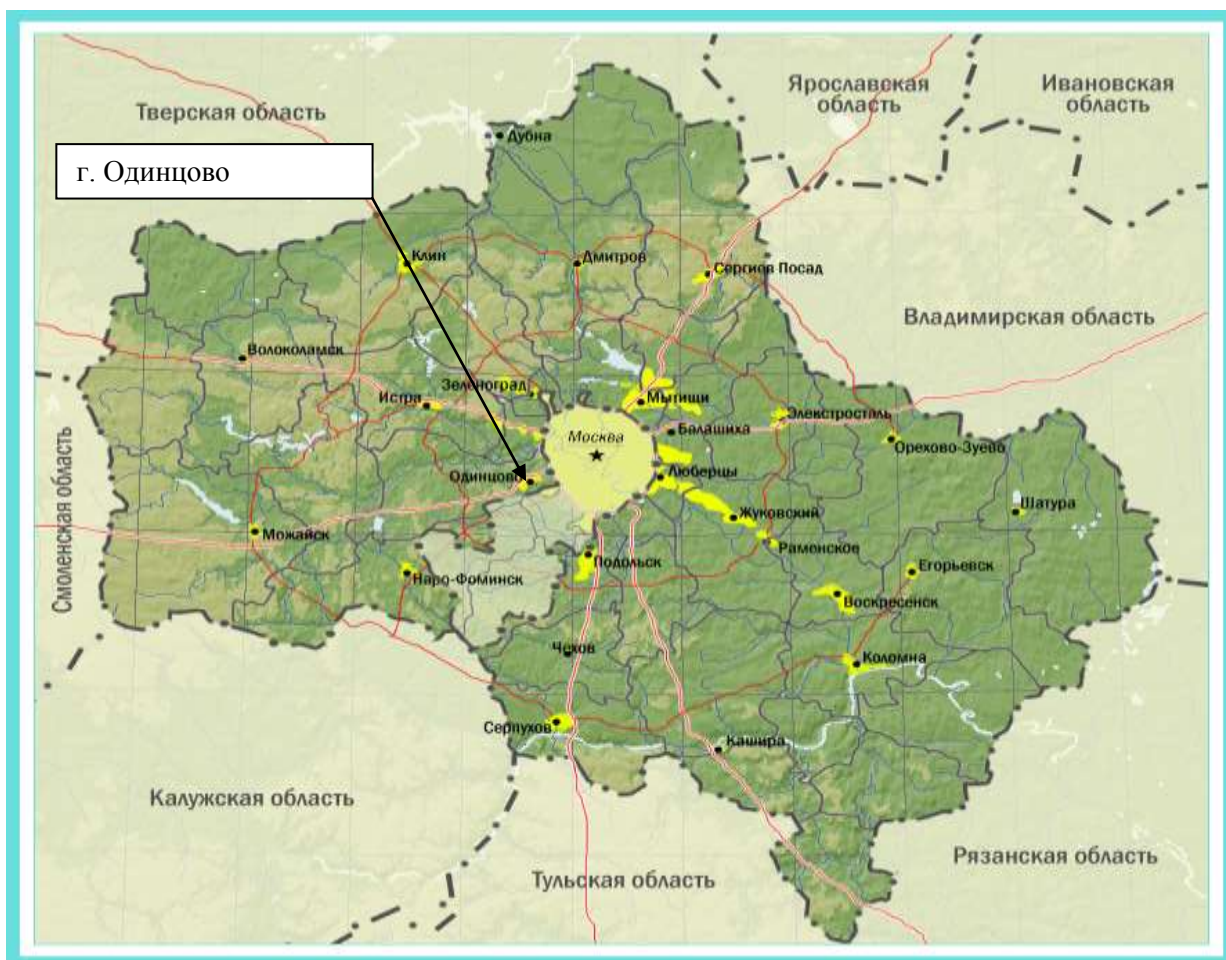 Ярославская
область
Ивановская
область
Тверская область
Дубна
г. Одинцово
Клин
Дмитров
Сергиев Посад
Владимирская область
Волоколамск
Зеленоград
Истра
Мытищи
Элекстросталь
Балашиха
Москва
Орехово-Зуево
Одинцово
Люберцы
Смоленская область
Шатура
Жуковский
Можайск
Раменское
Подольск
Наро-Фоминск
Егорьевск
Воскресенск
Чехов
Коломна
Серпухов
Кашира
Калужская область
Рязанская область
Тульская область